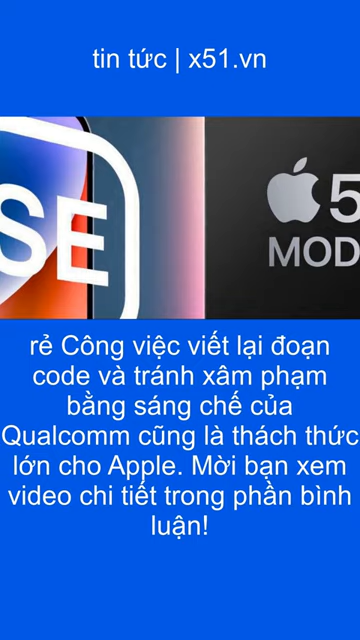 tin tức | x51.vn
SE
5
MOD
rẻ Công việc viết lại đoạn
code và tránh xâm phạm
bằng sáng chế của
Qualcomm cũng là thách thức
lớn cho Apple. Mời bạn xem
video chi tiết trong phần bình
luận!